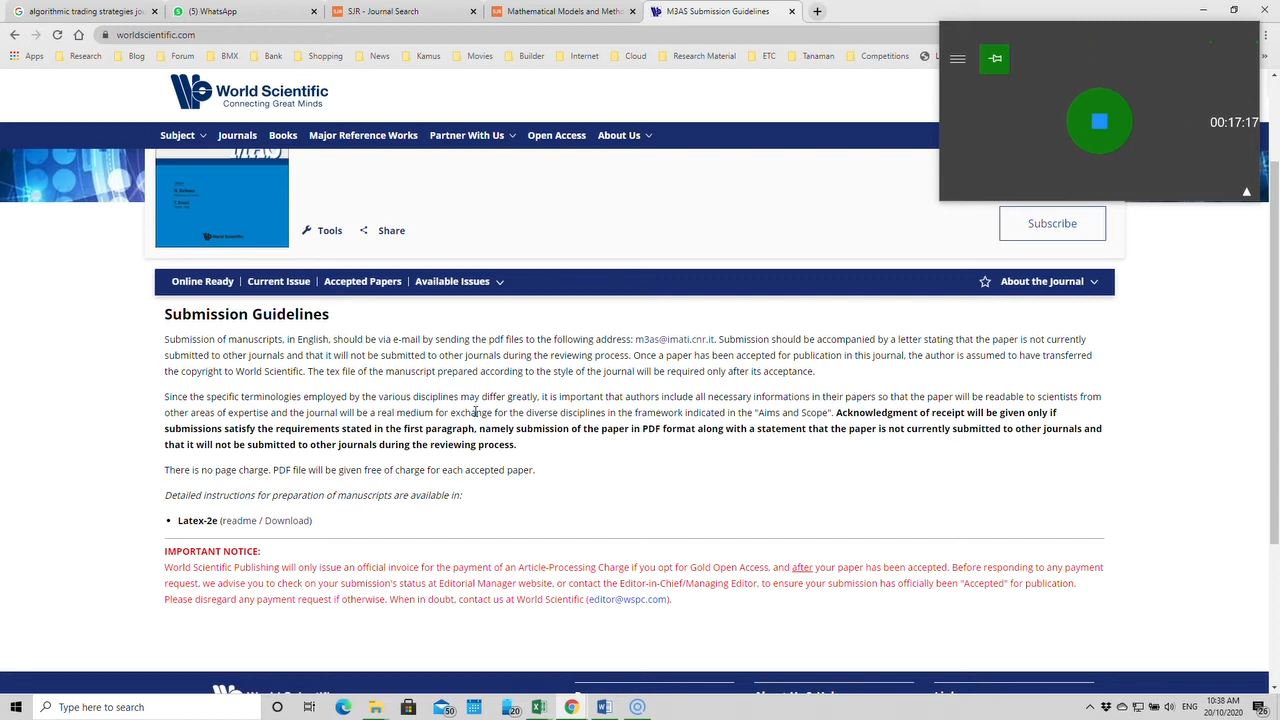 algorithmic trading strategies jou
(5) WhatsApp
SJR - Journal Search
Mathematical Models and Metho
M3AS Submission Guidelines
worldscientific.com
Apps Research Blog Forum BMX Bank Shopping News Kamus Movies Builder Internet Cloud Research Material ETC Tanaman Competitions
World Scientific
Connecting Great Minds
00:17:17
Subject Journals Books Major Reference Works Partner With Us Open Access About Us
Tools Share
Subscribe
Online Ready | Current Issue | Accepted Papers | Available Issues
About the Journal
Submission Guidelines
Submission of manuscripts, in English, should be via e-mail by sending the pdf files to the following address: m3as@imati.cnr.it. Submission should be accompanied by a letter stating that the paper is not currently
submitted to other journals and that it will not be submitted to other journals during the reviewing process. Once a paper has been accepted for publication in this journal, the author is assumed to have transferred
the copyright to World Scientific. The tex file of the manuscript prepared according to the style of the journal will be required only after its acceptance.
Since the specific terminologies employed by the various disciplines may differ greatly, it is important that authors include all necessary informations in their papers so that the paper will be readable to scientists from
other areas of expertise and the journal will be a real medium for exchange for the diverse disciplines in the framework indicated in the "Aims and Scope". Acknowledgment of receipt will be given only if
submissions satisfy the requirements stated in the first paragraph, namely submission of the paper in PDF format along with a statement that the paper is not currently submitted to other journals and
that it will not be submitted to other journals during the reviewing process.
There is no page charge. PDF file will be given free of charge for each accepted paper.
Detailed instructions for preparation of manuscripts are available in:
• Latex-2e (readme / Download)
IMPORTANT NOTICE:
World Scientific Publishing will only issue an official invoice for the payment of an Article-Processing Charge if you opt for Gold Open Access, and after your paper has been accepted. Before responding to any payment
request, we advise you to check on your submission's status at Editorial Manager website, or contact the Editor-in-Chief/Managing Editor, to ensure your submission has officially been "Accepted" for publication.
Please disregard any payment request if otherwise. When in doubt, contact us at World Scientific (editor@wspc.com).
Type here to search
50
20
ENG
10:38 AM
20/10/2020
26